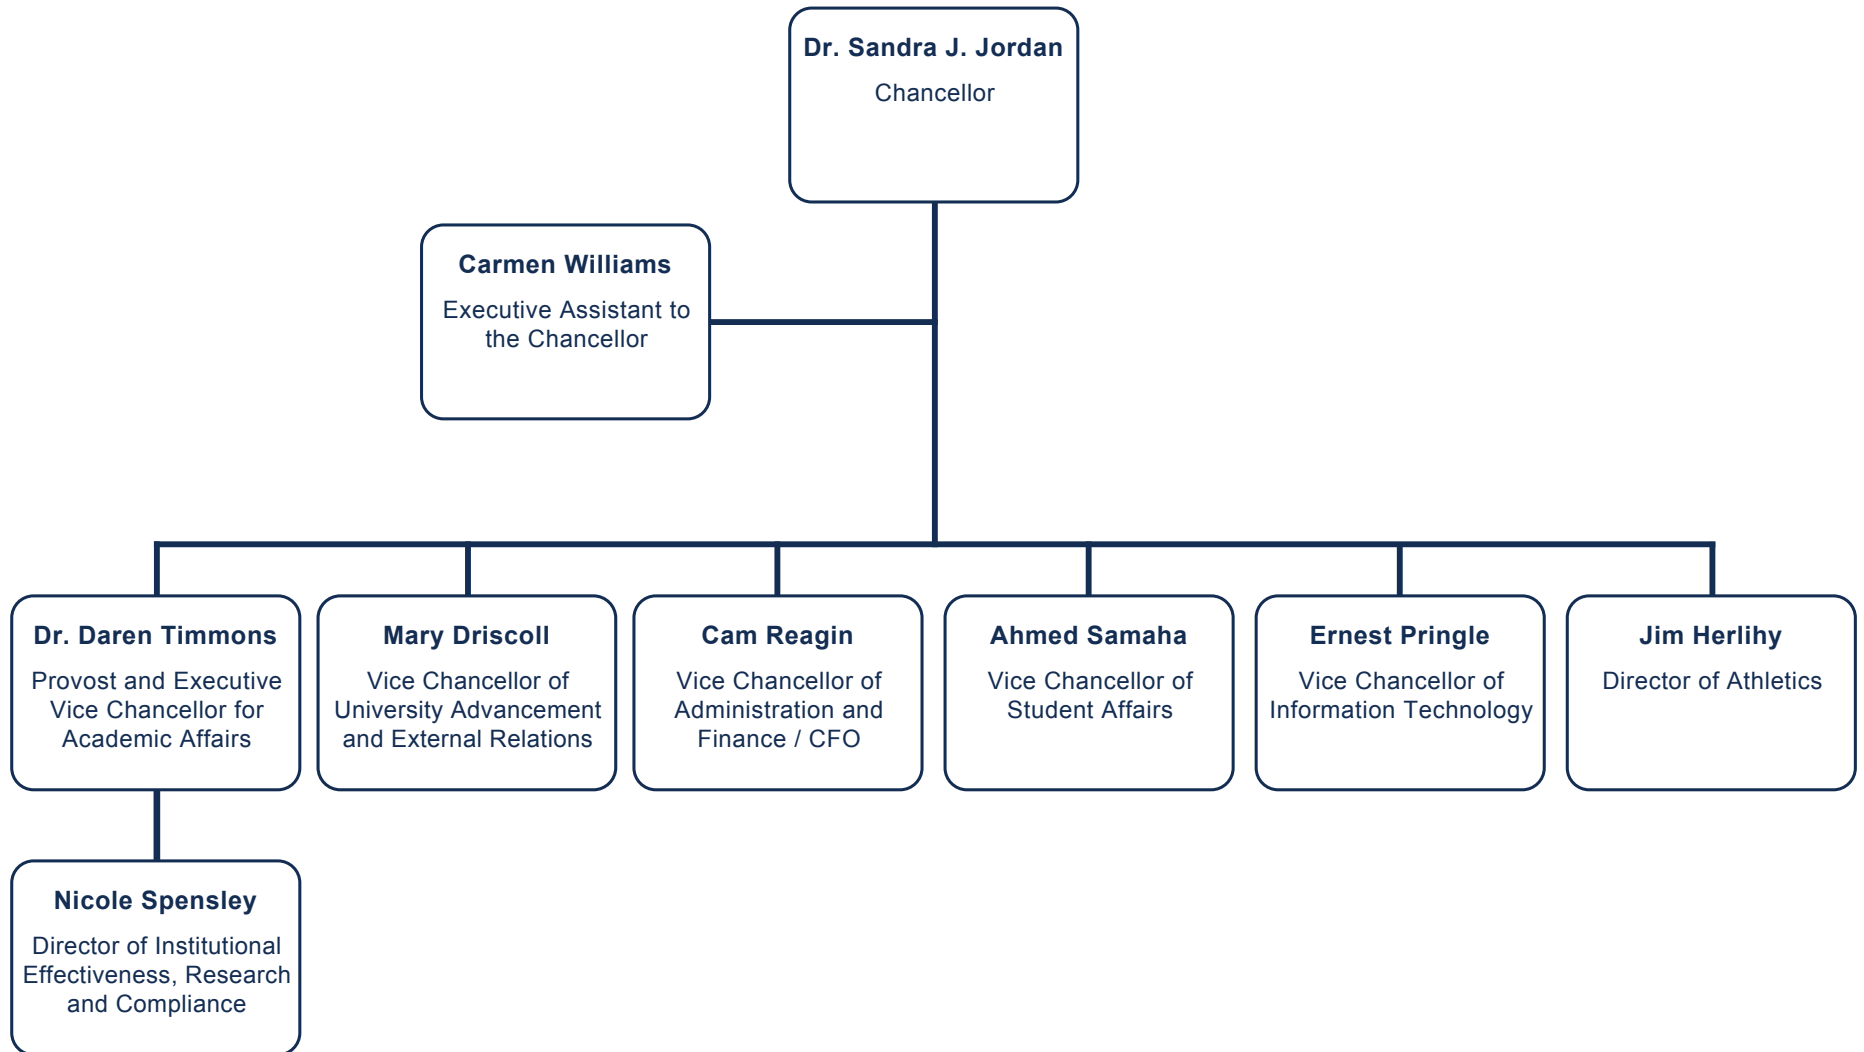 Dr. Sandra J. Jordan
Chancellor
Carmen Williams
Executive Assistant to
the Chancellor
Dr. Daren Timmons
Provost and Executive
Vice Chancellor for
Academic Affairs
Mary Driscoll
Vice Chancellor of
University Advancement
and External Relations
Cam Reagin
Vice Chancellor of
Administration and
Finance / CFO
Ahmed Samaha
Vice Chancellor of
Student Affairs
Ernest Pringle
Vice Chancellor of
Information Technology
Jim Herlihy
Director of Athletics
Nicole Spensley
Director of Institutional
Effectiveness, Research
and Compliance